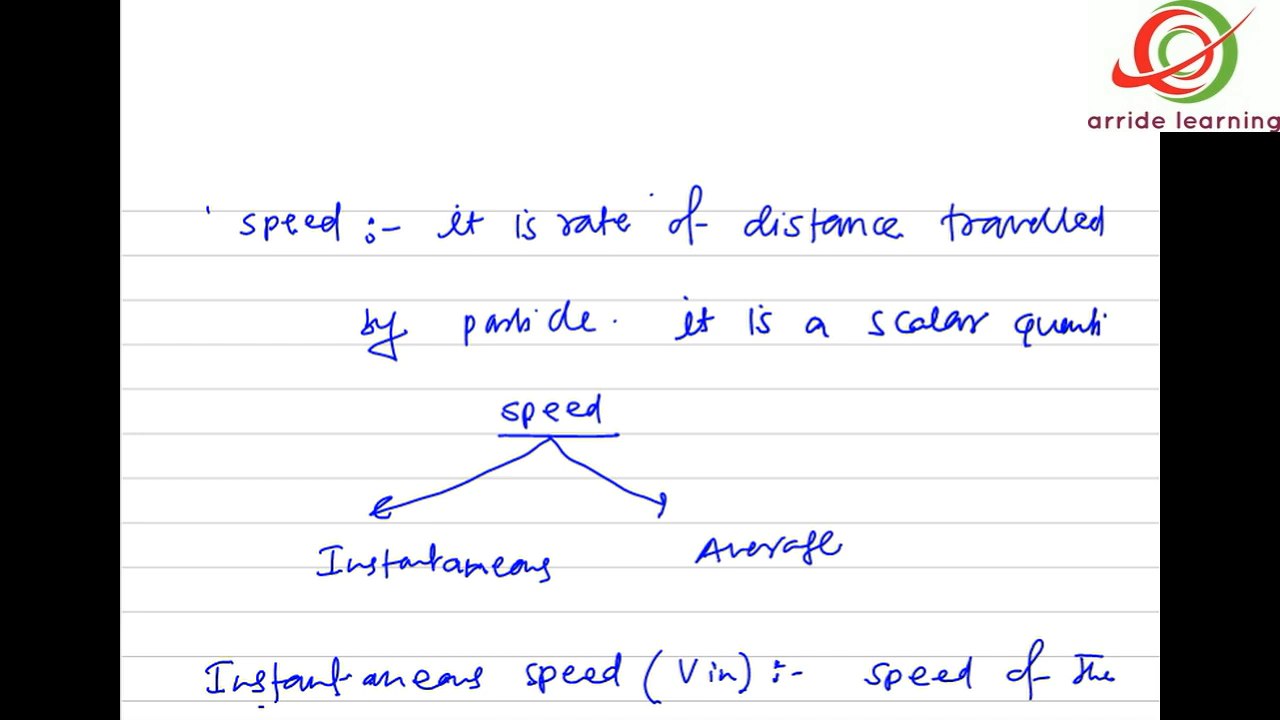 arride learning
speed :- it is rate of distance travelled
by particle. it is a scalar quanti
speed
Instantaneous Average
Instantaneous speed (Vin) :- speed of the